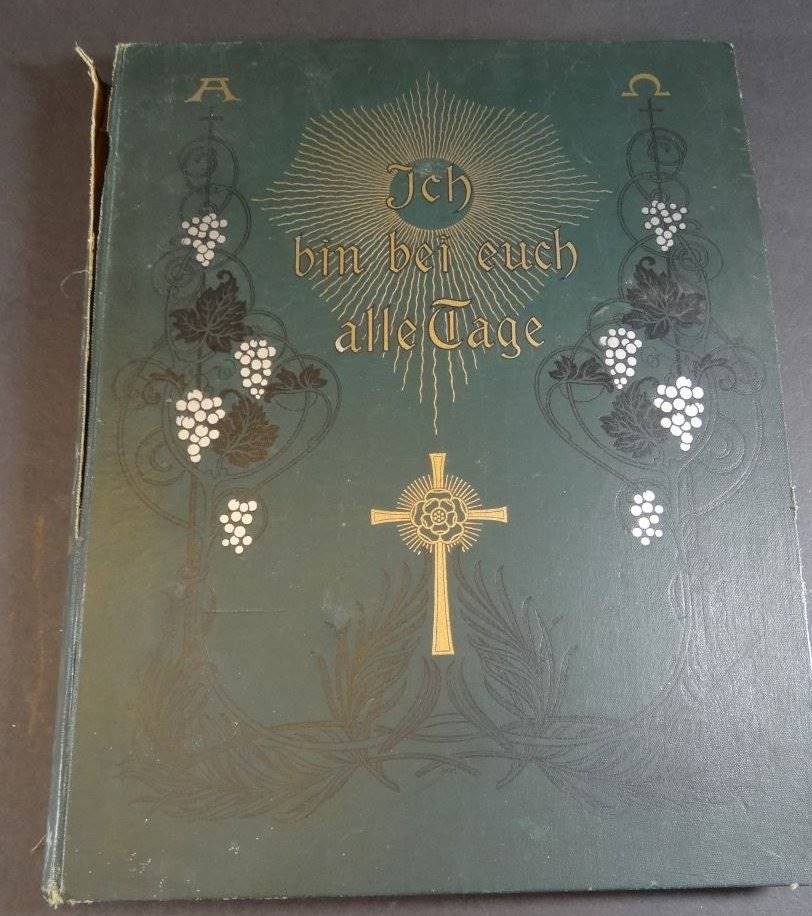 Α Ω
Ich
bin bei euch
alle Tage